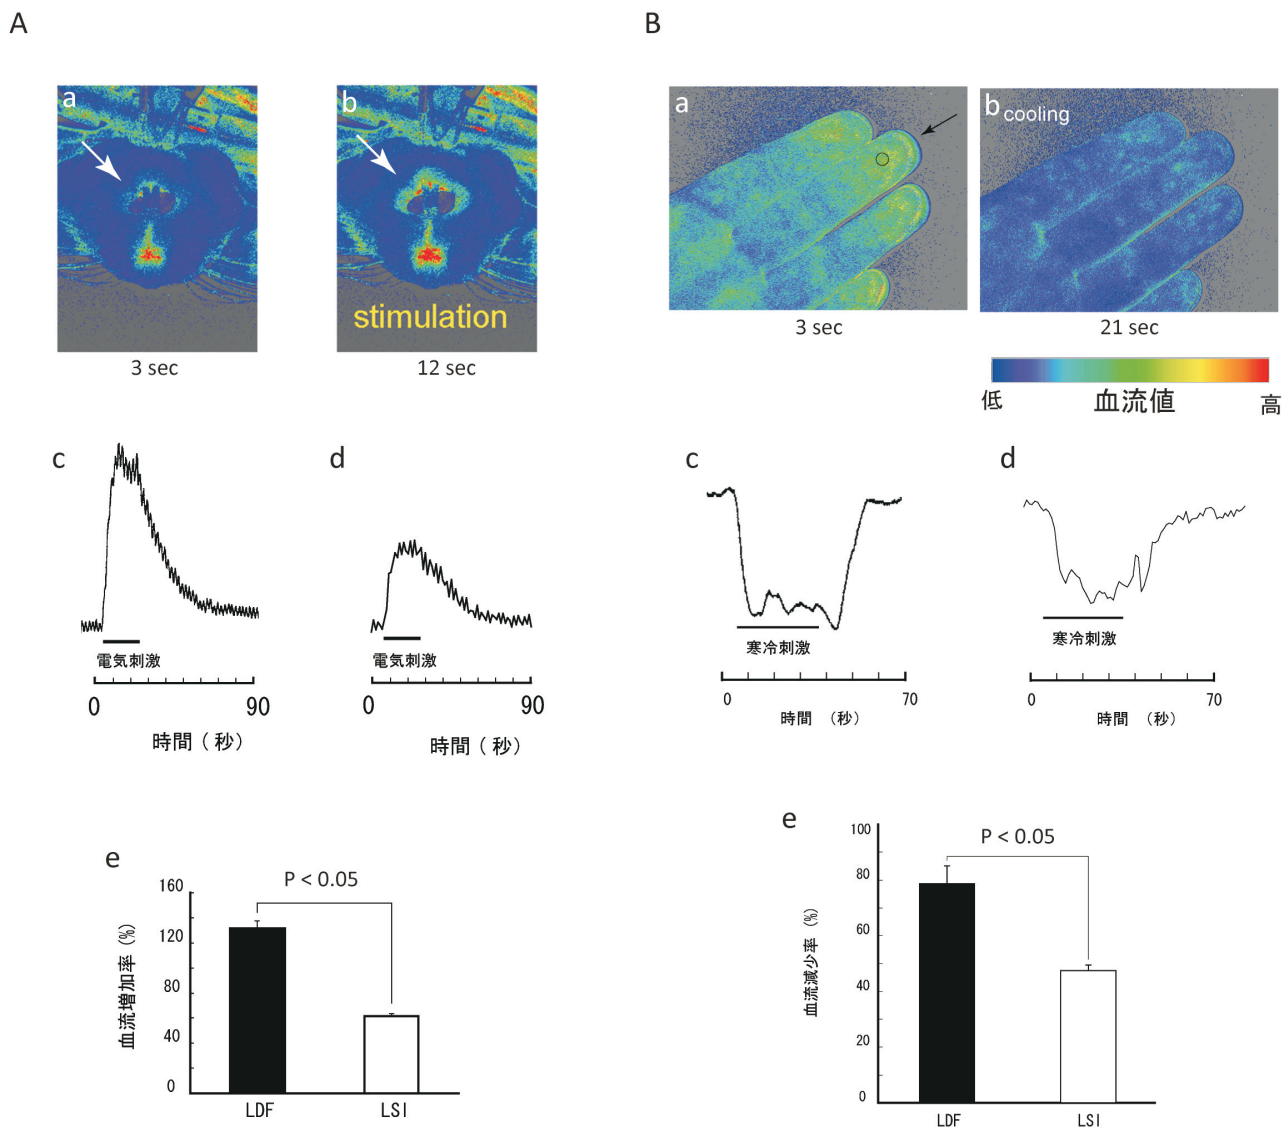 A
a
b
stimulation
3 sec
12 sec
c
d
電気刺激
電気刺激
0 90
0 90
時間 ( 秒 )
時間 ( 秒 )
e
P < 0.05
血流増加率 (%)
160
120
80
40
0
LDF LSI
B
a
b cooling
3 sec
21 sec
低 血流値 高
c
d
寒冷刺激
寒冷刺激
0 70
0 70
時間 (秒)
時間 (秒)
e
P < 0.05
血流減少率 (%)
100
80
60
40
20
0
LDF LSI